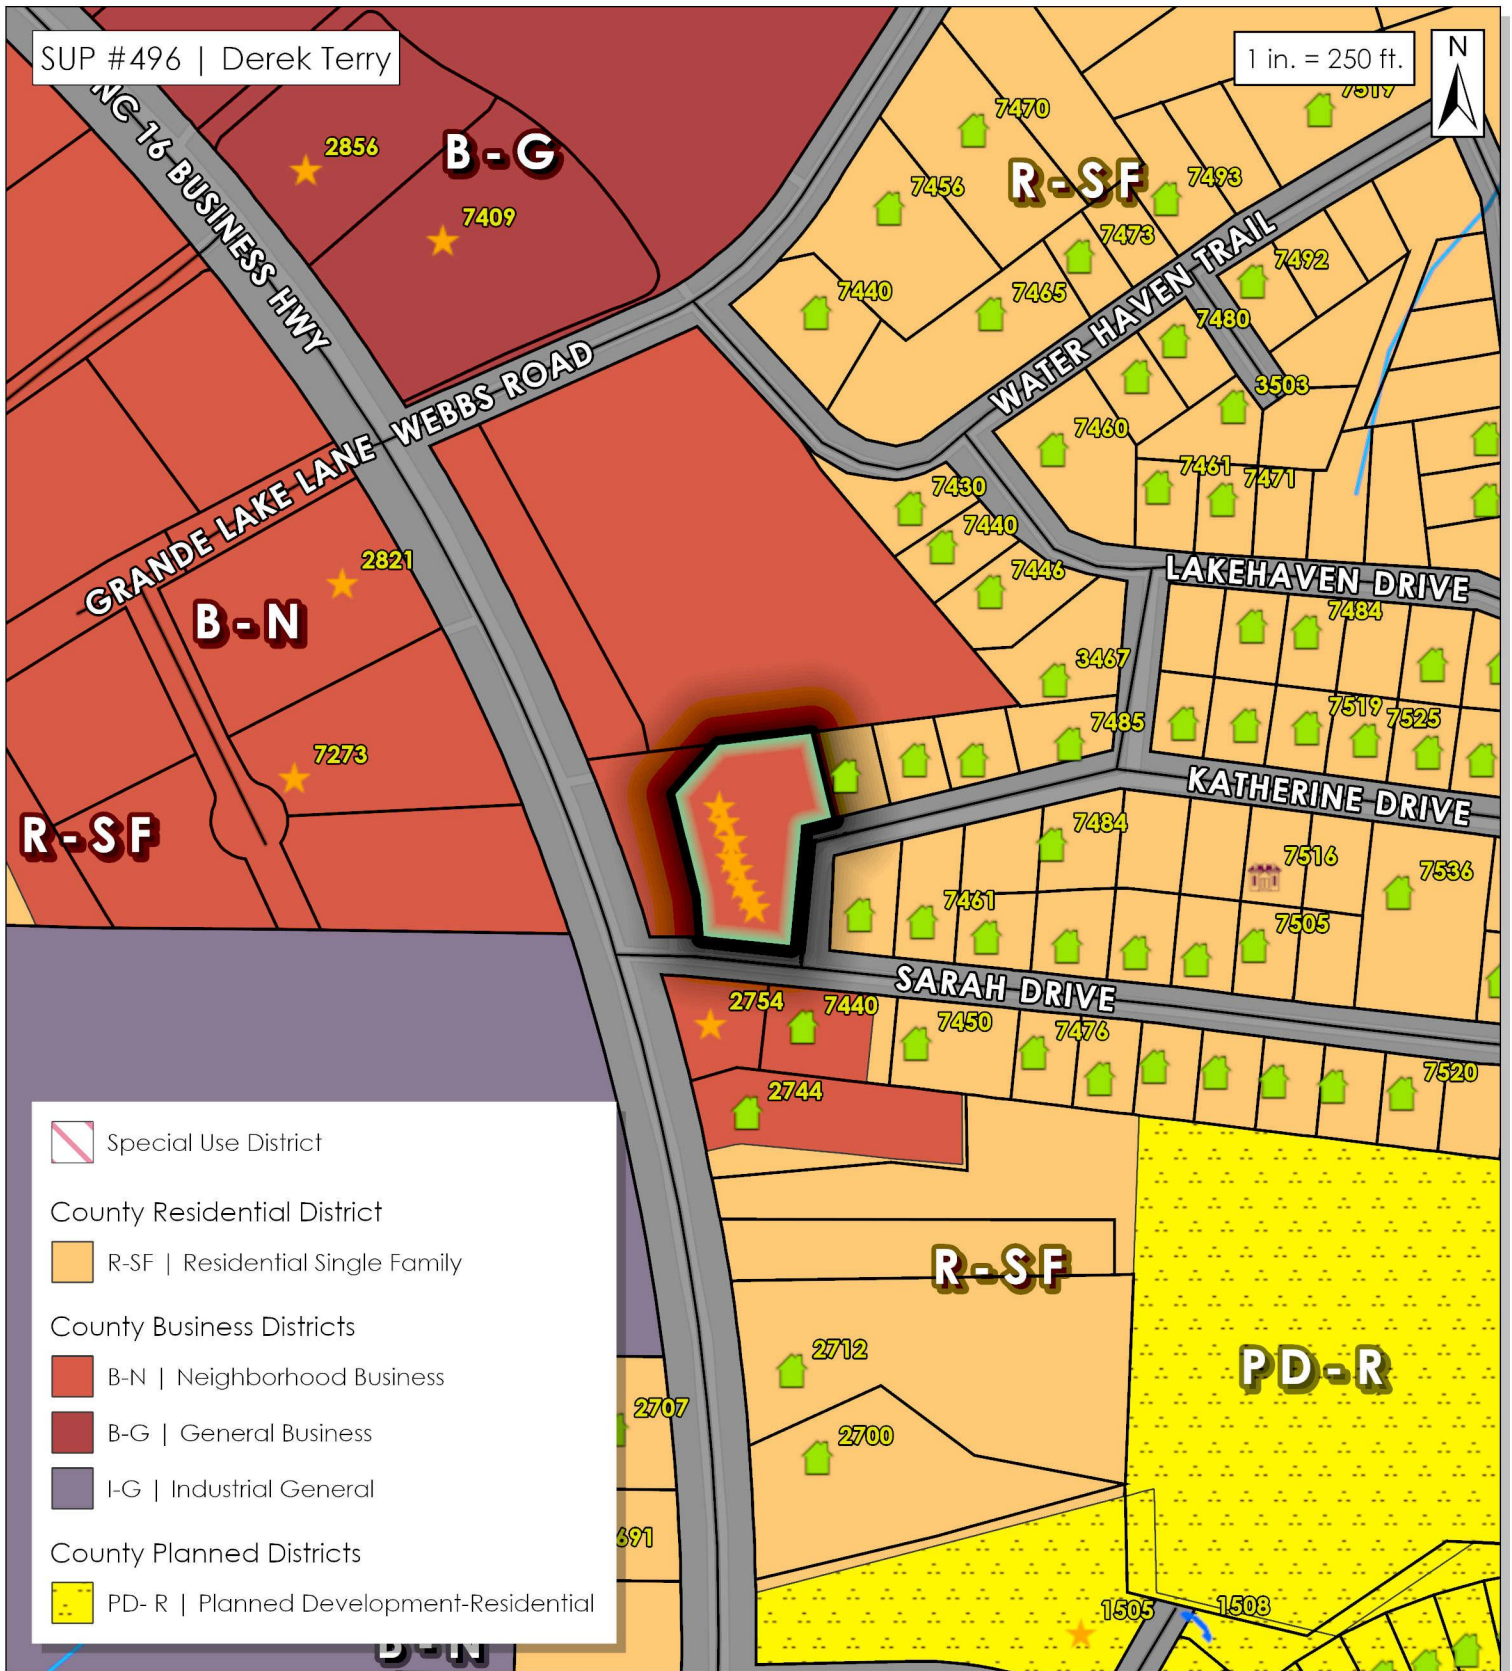 SUP #496 | Derek Terry
1 in. = 250 ft.
N
7519
7470
2856
B - G
R - SF
7456
7493
NC 16 BUSINESS HWY
7409
7473
WATER HAVEN TRAIL
7492
7440
7465
7480
WEBBS ROAD
3503
7460
GRANDE LAKE LANE
7461
7471
7430
7440
2821
7446
LAKEHAVEN DRIVE
B - N
7484
3467
7519
7525
7485
7273
KATHERINE DRIVE
R - SF
7484
7516
7536
7461
7505
SARAH DRIVE
2754
7440
7450
7476
7520
2744
Special Use District
County Residential District
R-SF | Residential Single Family
R - SF
County Business Districts
B-N | Neighborhood Business
2712
PD - R
B-G | General Business
2707
2700
I-G | Industrial General
691
County Planned Districts
PD- R | Planned Development-Residential
1505
1508
B - N